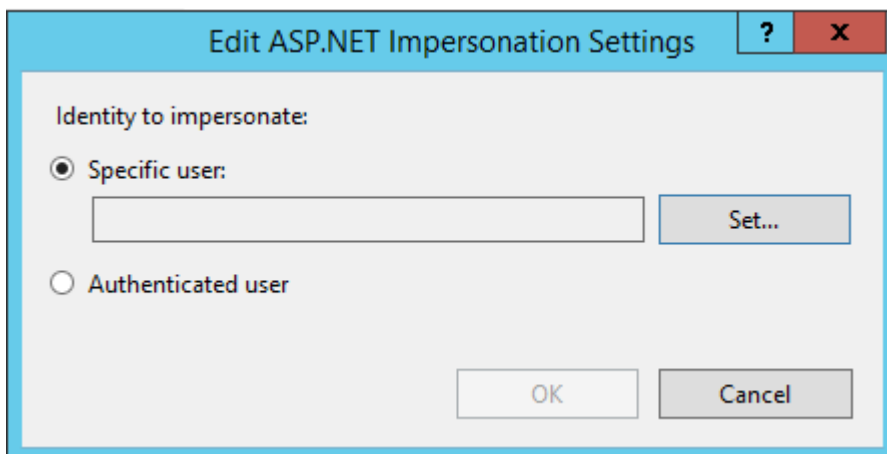 Edit ASP.NET Impersonation Settings
?
x
Identity to impersonate:
Specific user:
Set...
Authenticated user
OK
Cancel